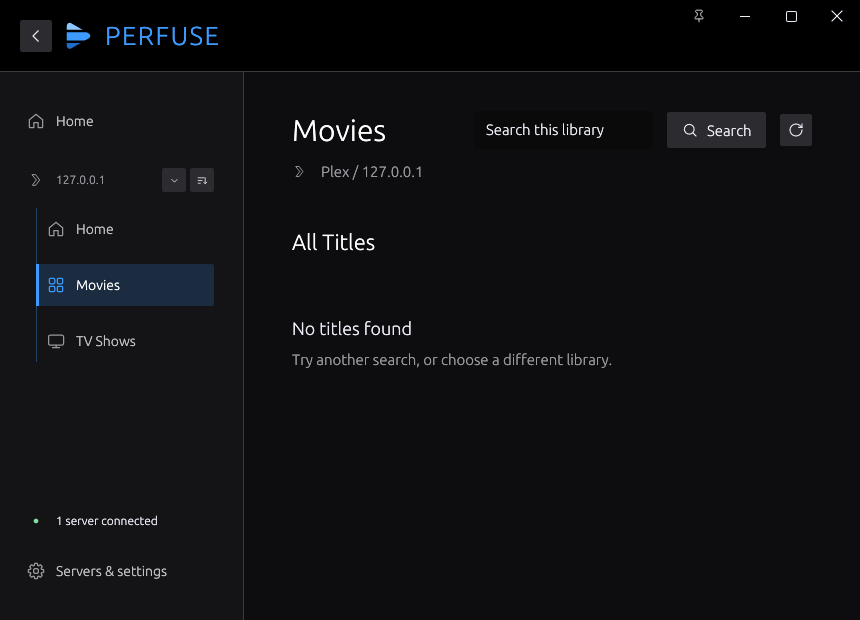 PERFUSE
Home
127.0.0.1
Home
Movies
TV Shows
1 server connected
Servers & settings
Movies
Search this library
Search
Plex / 127.0.0.1
All Titles
No titles found
Try another search, or choose a different library.